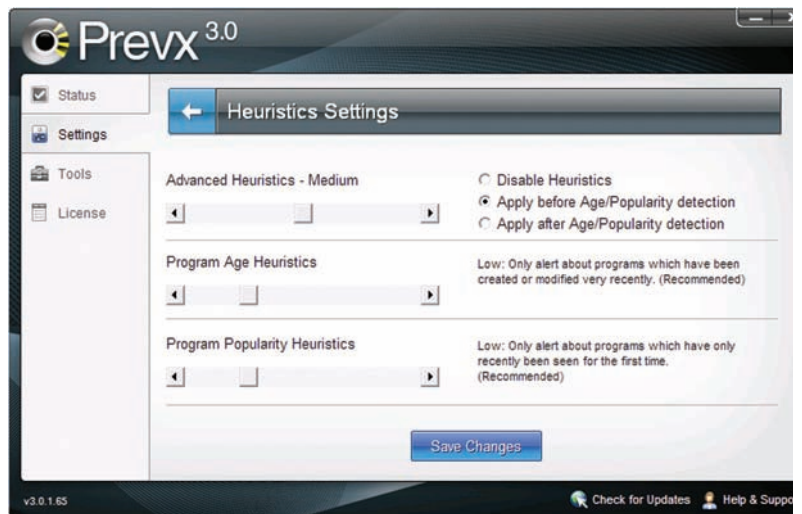 Prevx 3.0
Status
Settings
Tools
License
Heuristics Settings
Advanced Heuristics - Medium
Disable Heuristics
Apply before Age/Popularity detection
Apply after Age/Popularity detection
Program Age Heuristics
Low: Only alert about programs which have been
created or modified very recently. (Recommended)
Program Popularity Heuristics
Low: Only alert about programs which have only
recently been seen for the first time.
(Recommended)
Save Changes
v3.0.1.65
Check for Updates
Help & Suppo